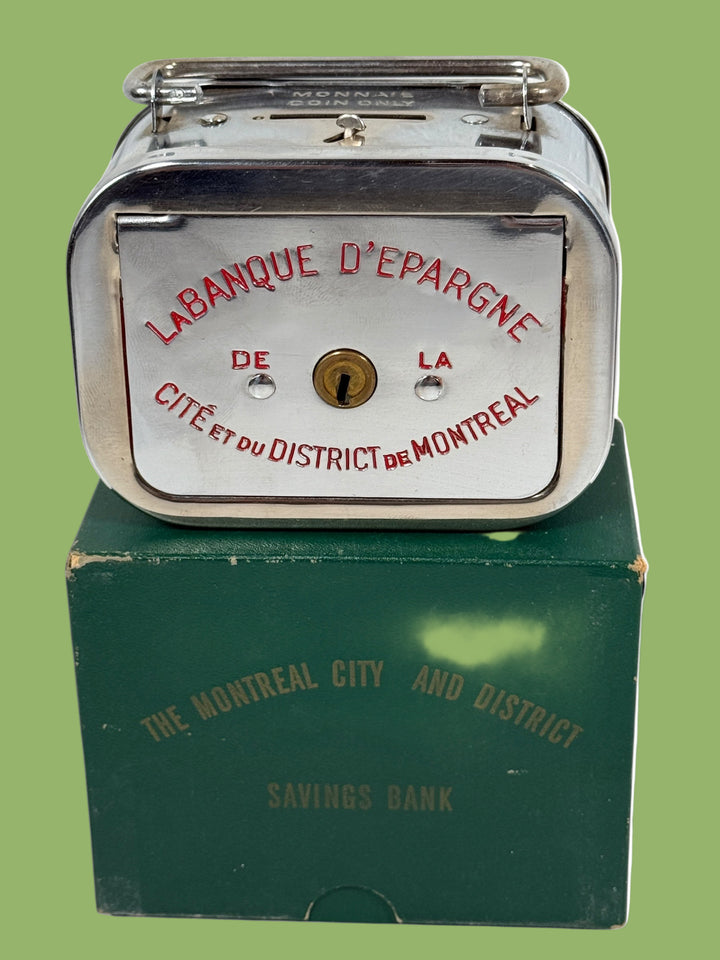 MONNAIE
COIN ONLY
LA BANQUE D'EPARGNE
DE LA
CITÉ ET DU DISTRICT DE MONTREAL
THE MONTREAL CITY AND DISTRICT
SAVINGS BANK